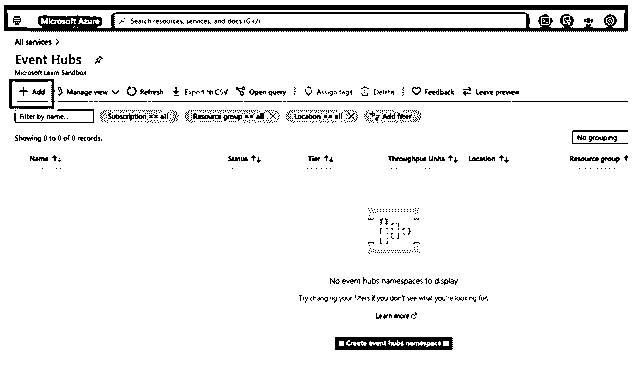 Microsoft Azure
Search resources, services, and docs (G+/)
All services >
Event Hubs
Microsoft Learn Sandbox
+ Add Manage view Refresh Export to CSV Open query Assign tags Delete Feedback Leave preview
Filter by name...
Subscription == all
Resource group == all
Location == all
Add filter
Showing 0 to 0 of 0 records.
No grouping
Name ↑↓ Status ↑↓ Tier ↑↓ Throughput Units ↑↓ Location ↑↓ Resource group ↑
No event hubs namespaces to display
Try changing your filters if you don't see what you're looking for.
Learn more
Create event hubs namespace